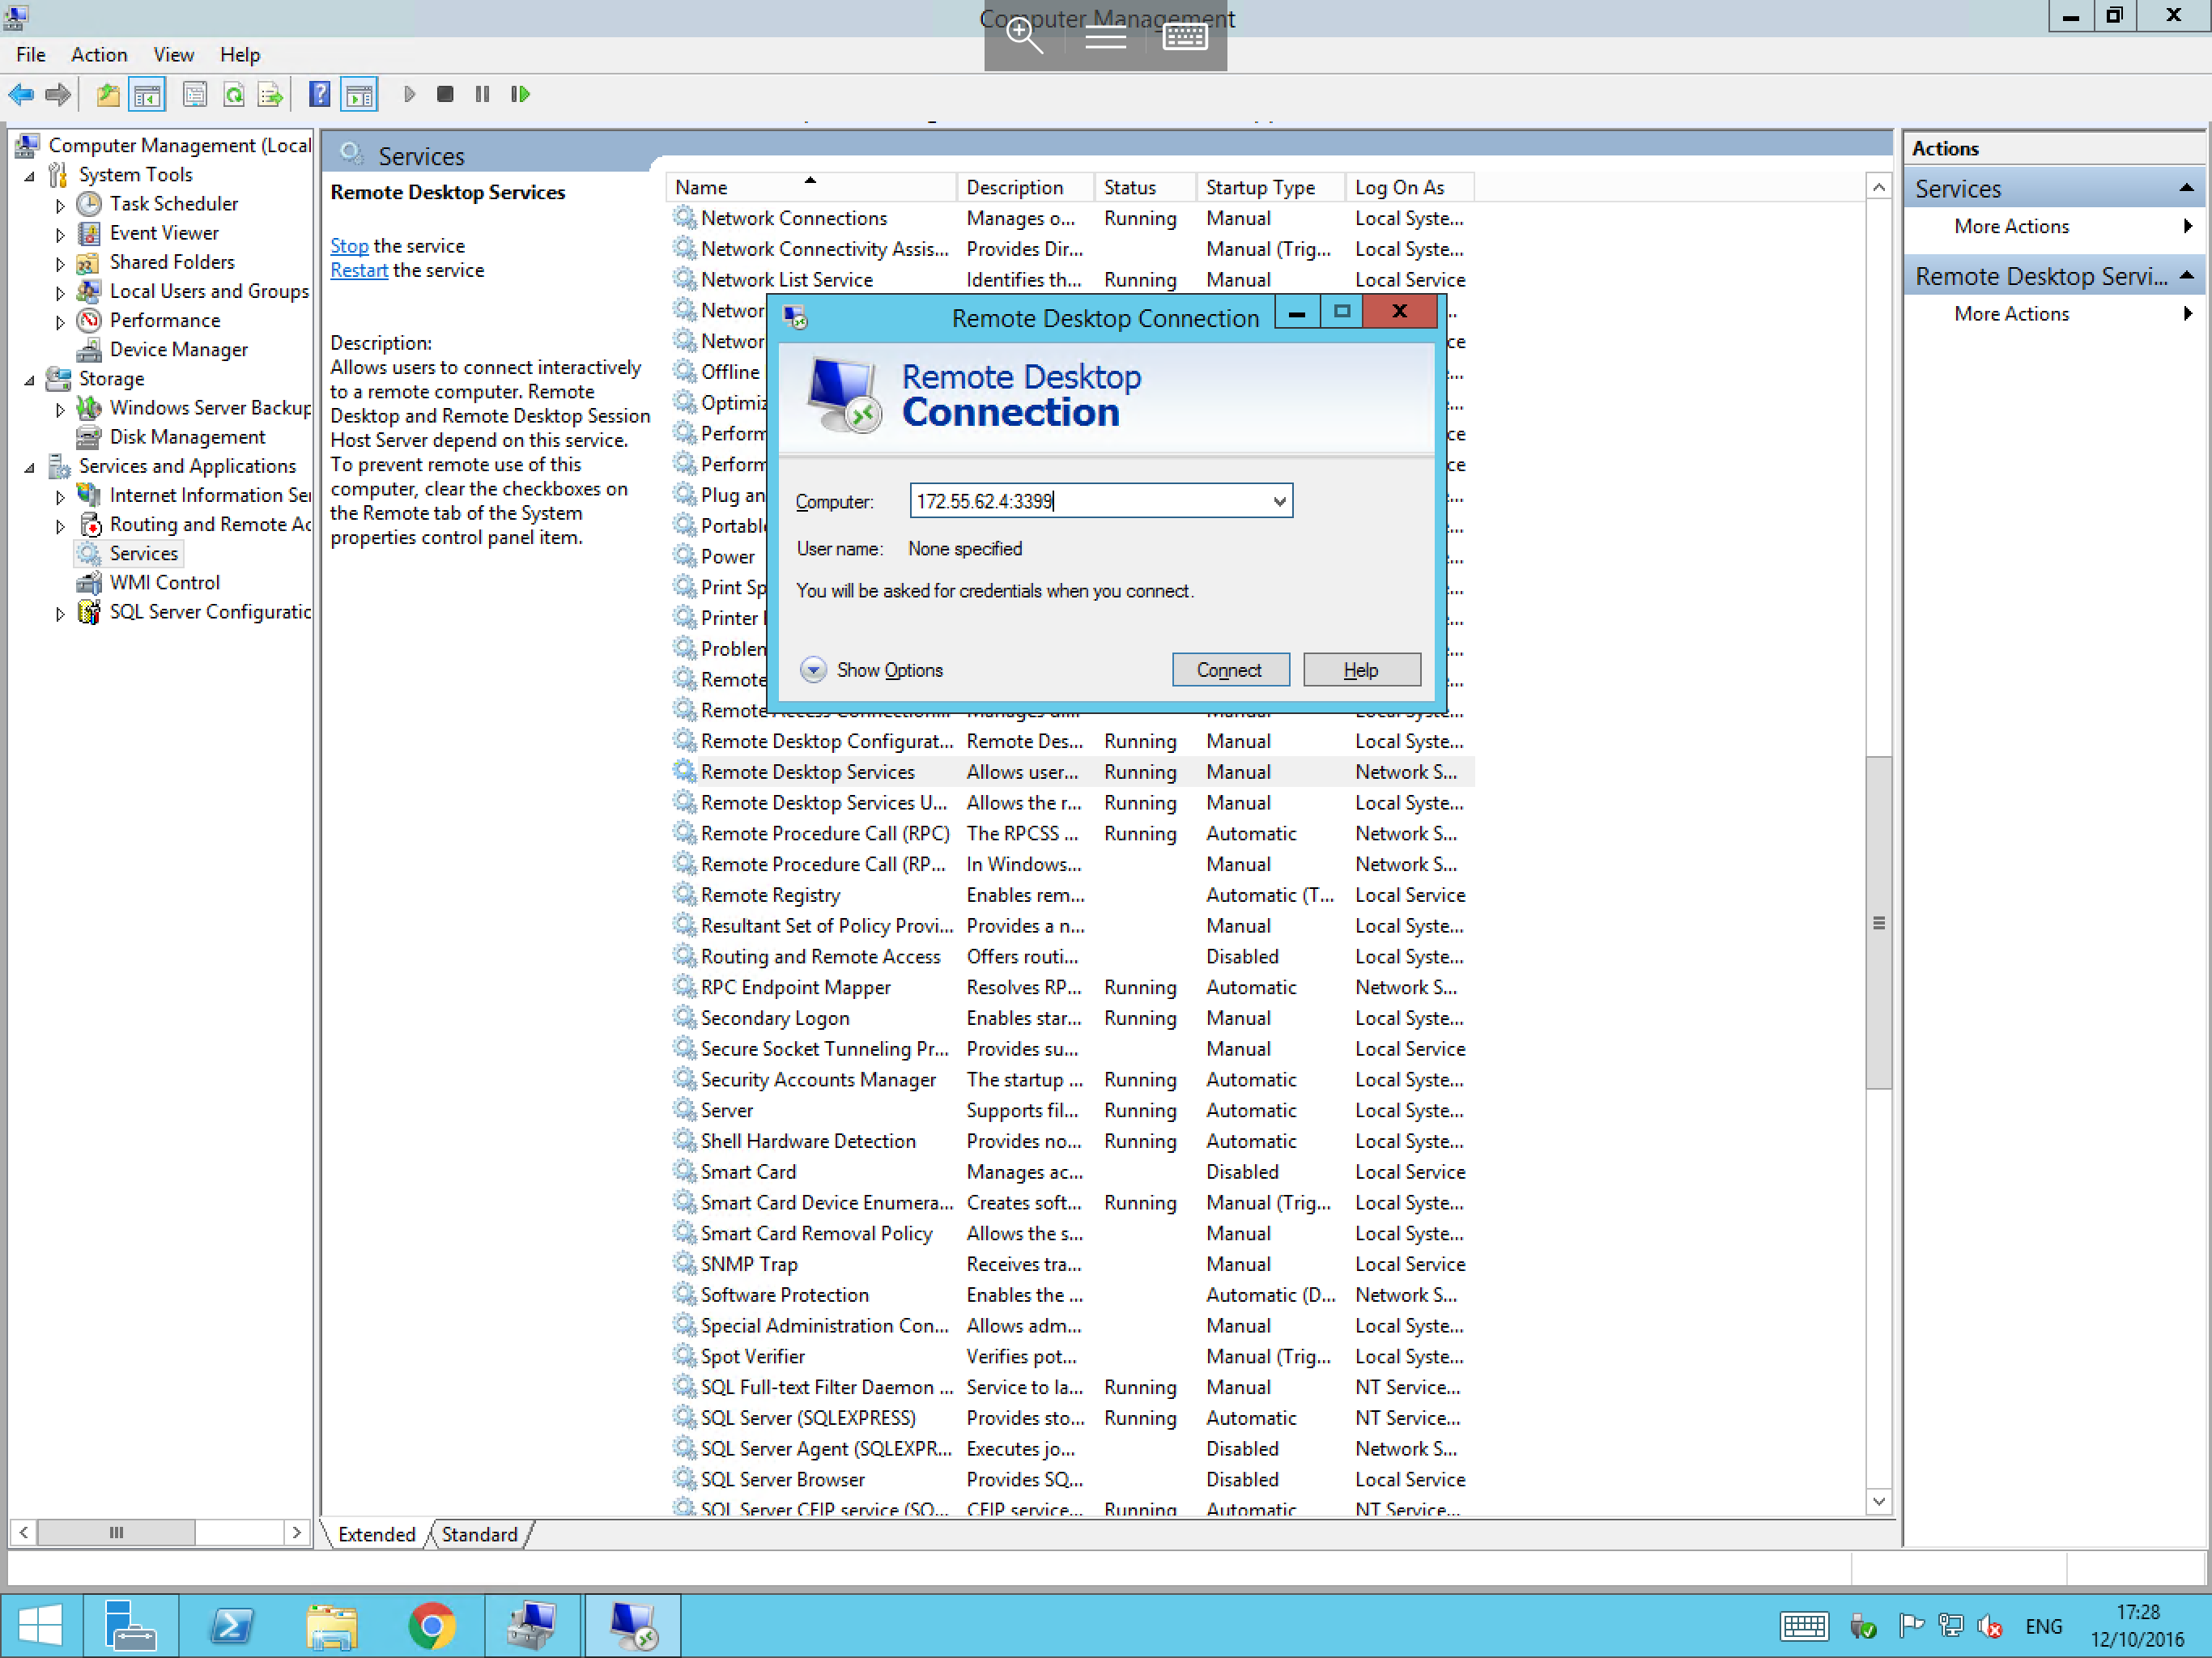 Computer Management
File Action View Help
Computer Management (Local
System Tools
Task Scheduler
Event Viewer
Shared Folders
Local Users and Groups
Performance
Device Manager
Storage
Windows Server Backup
Disk Management
Services and Applications
Internet Information Ser
Routing and Remote Ac
Services
WMI Control
SQL Server Configuratio
Services
Remote Desktop Services
Stop the service
Restart the service
Description:
Allows users to connect interactively
to a remote computer. Remote
Desktop and Remote Desktop Session
Host Server depend on this service.
To prevent remote use of this
computer, clear the checkboxes on
the Remote tab of the System
properties control panel item.
Name Description Status Startup Type Log On As
Network Connections Manages o... Running Manual Local Syste...
Network Connectivity Assis... Provides Dir... Manual (Trig... Local Syste...
Network List Service Identifies th... Running Manual Local Service
Networ
Networ
Offline
Optimiz
Perform
Perform
Plug an
Portable
Power
Print Sp
Printer
Problem
Remote
Remote Access Connection... Manages di... Manual Local Syste...
Remote Desktop Configurat... Remote Des... Running Manual Local Syste...
Remote Desktop Services Allows user... Running Manual Network S...
Remote Desktop Services U... Allows the r... Running Manual Local Syste...
Remote Procedure Call (RPC) The RPCSS ... Running Automatic Network S...
Remote Procedure Call (RP... In Windows... Manual Network S...
Remote Registry Enables rem... Automatic (T... Local Service
Resultant Set of Policy Provi... Provides a n... Manual Local Syste...
Routing and Remote Access Offers routi... Disabled Local Syste...
RPC Endpoint Mapper Resolves RP... Running Automatic Network S...
Secondary Logon Enables star... Running Manual Local Syste...
Secure Socket Tunneling Pr... Provides su... Manual Local Service
Security Accounts Manager The startup ... Running Automatic Local Syste...
Server Supports fil... Running Automatic Local Syste...
Shell Hardware Detection Provides no... Running Automatic Local Syste...
Smart Card Manages ac... Disabled Local Service
Smart Card Device Enumera... Creates soft... Running Manual (Trig... Local Syste...
Smart Card Removal Policy Allows the s... Manual Local Syste...
SNMP Trap Receives tra... Manual Local Service
Software Protection Enables the ... Automatic (D... Network S...
Special Administration Con... Allows adm... Manual Local Syste...
Spot Verifier Verifies pot... Manual (Trig... Local Syste...
SQL Full-text Filter Daemon ... Service to la... Running Manual NT Service...
SQL Server (SQLEXPRESS) Provides sto... Running Automatic NT Service...
SQL Server Agent (SQLEXPR... Executes jo... Disabled Network S...
SQL Server Browser Provides SQ... Disabled Local Service
SQL Server CEIP service (SQ... CEIP service... Running Automatic NT Service...
Extended Standard
Remote Desktop Connection
Remote Desktop
Connection
Computer: 172.55.62.4:3399
User name: None specified
You will be asked for credentials when you connect.
Show Options Connect Help
Actions
Services
More Actions
Remote Desktop Servi...
More Actions
ENG
17:28
12/10/2016